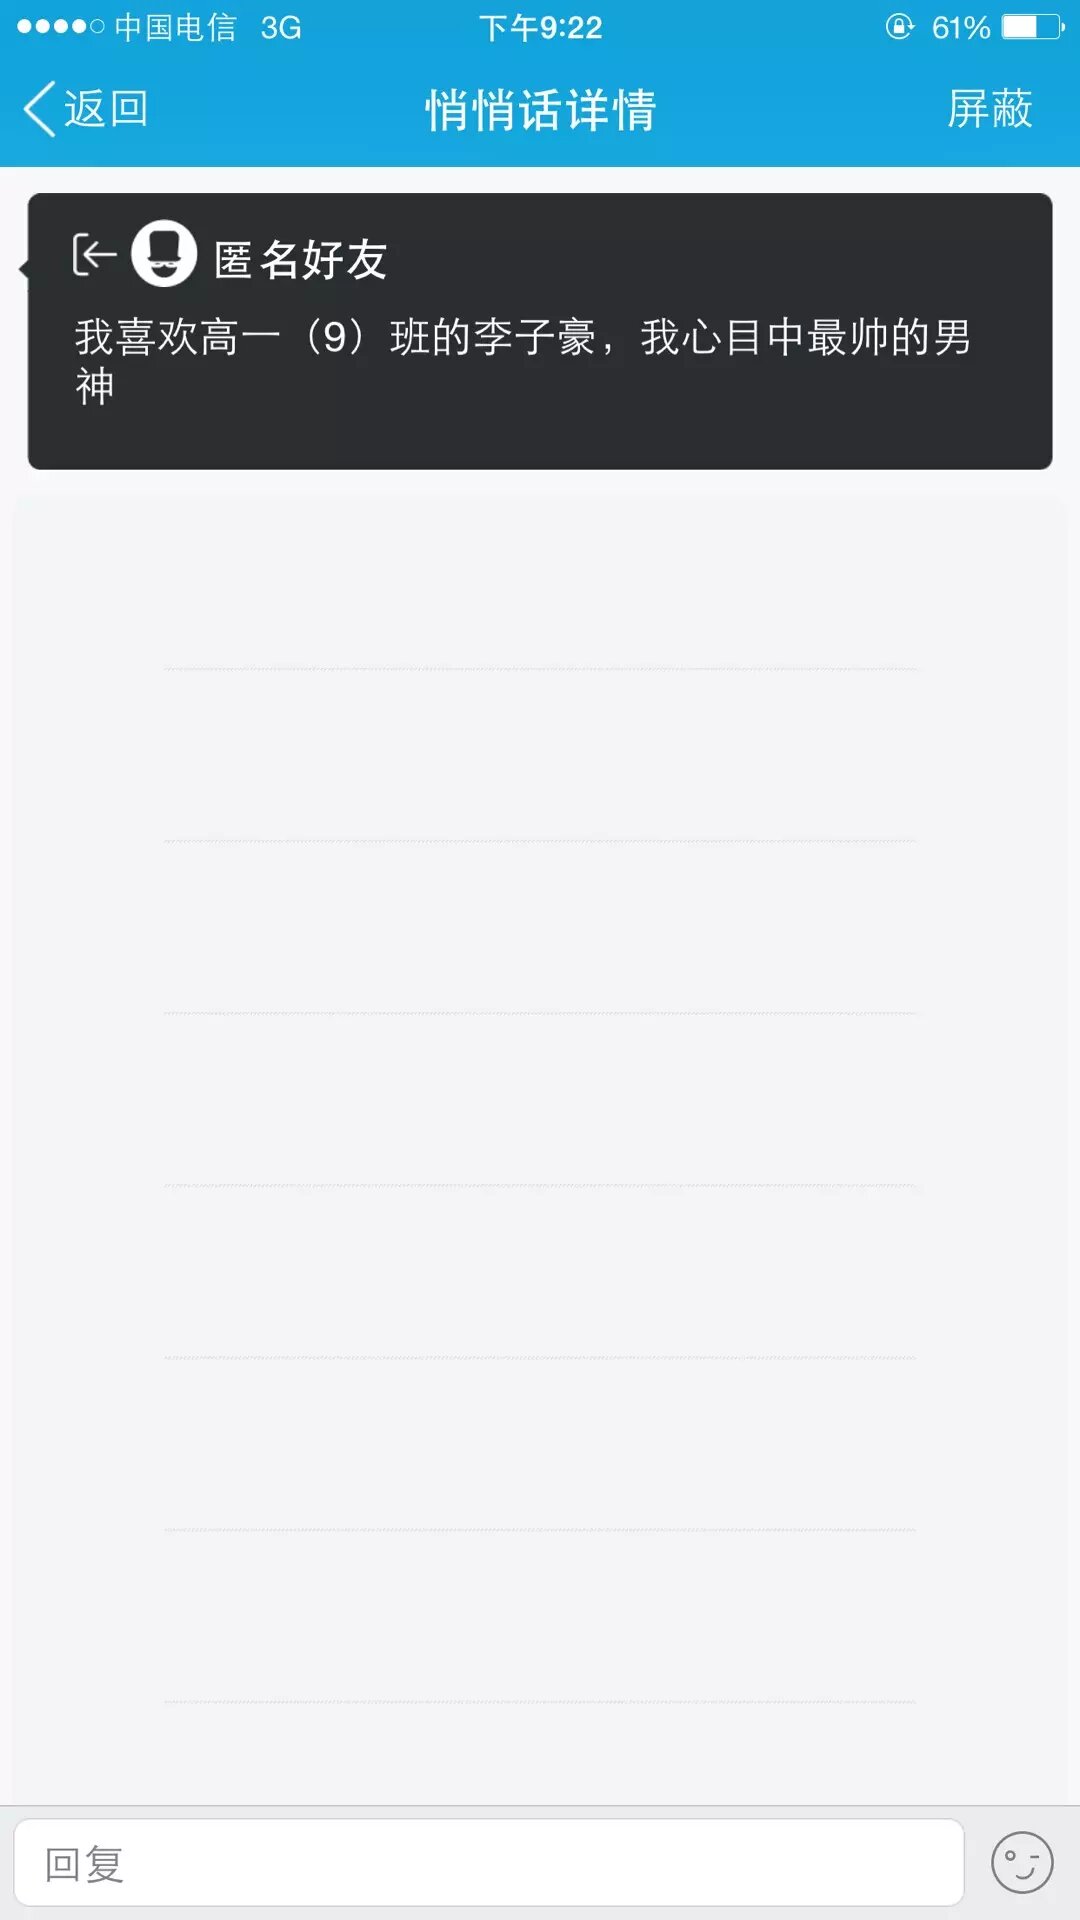 中国电信 3G 下午9:22 61%
返回 悄悄话详情 屏蔽
匿名好友
我喜欢高一（9）班的李子豪，我心目中最帅的男
神
回复